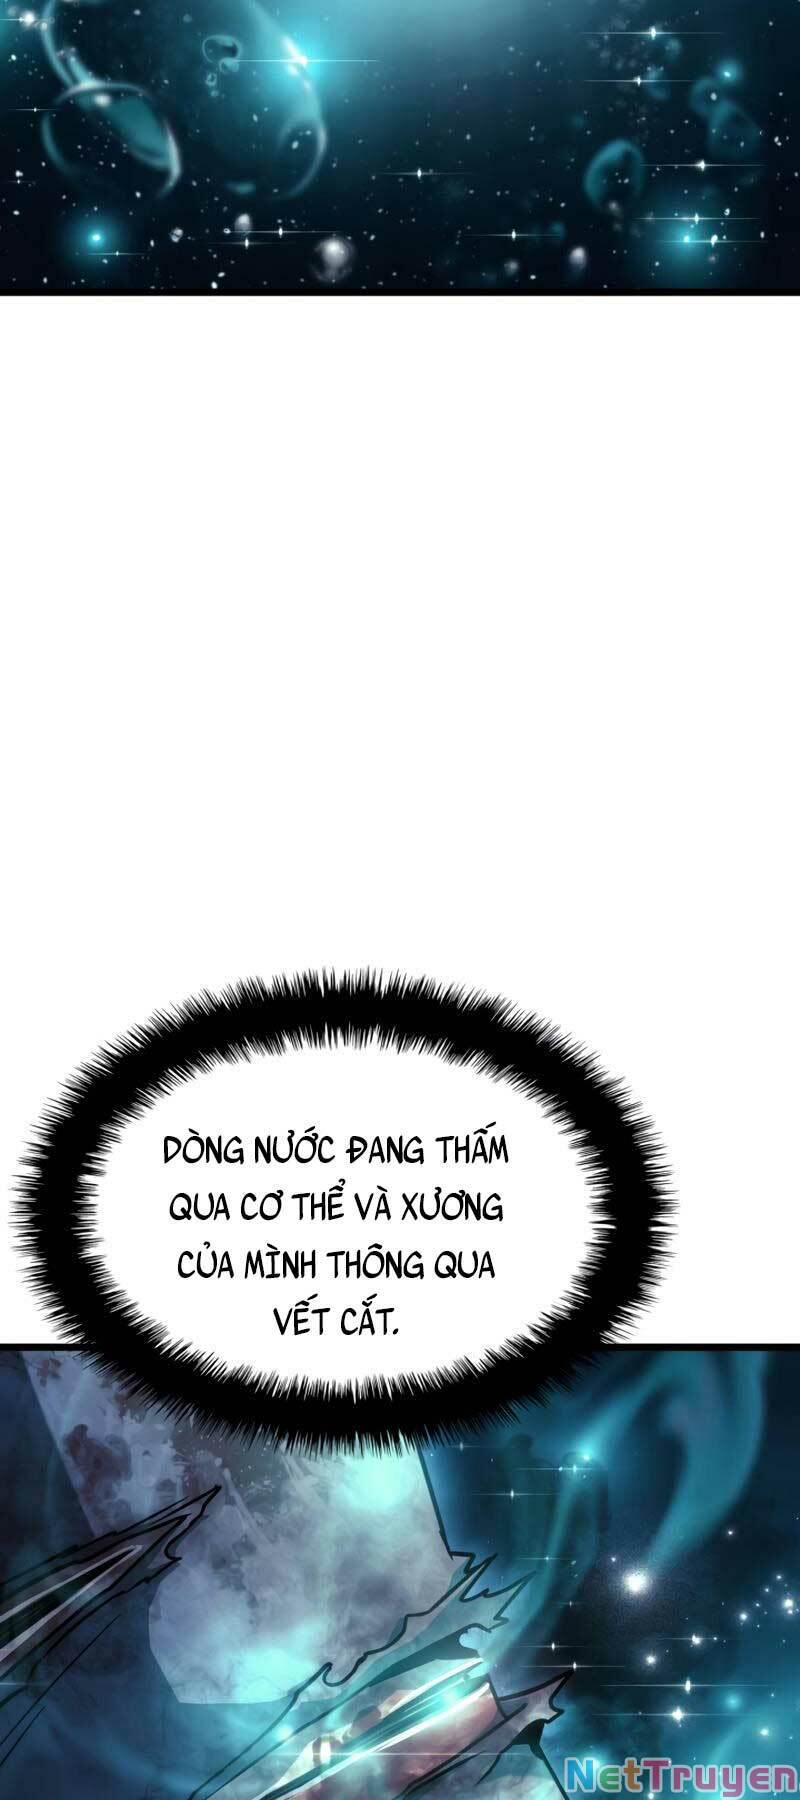 DÒNG NƯỚC ĐANG THẤM
QUA CƠ THỂ VÀ XƯƠNG
CỦA MÌNH THÔNG QUA
VẾT CẮT.
NetTruyen